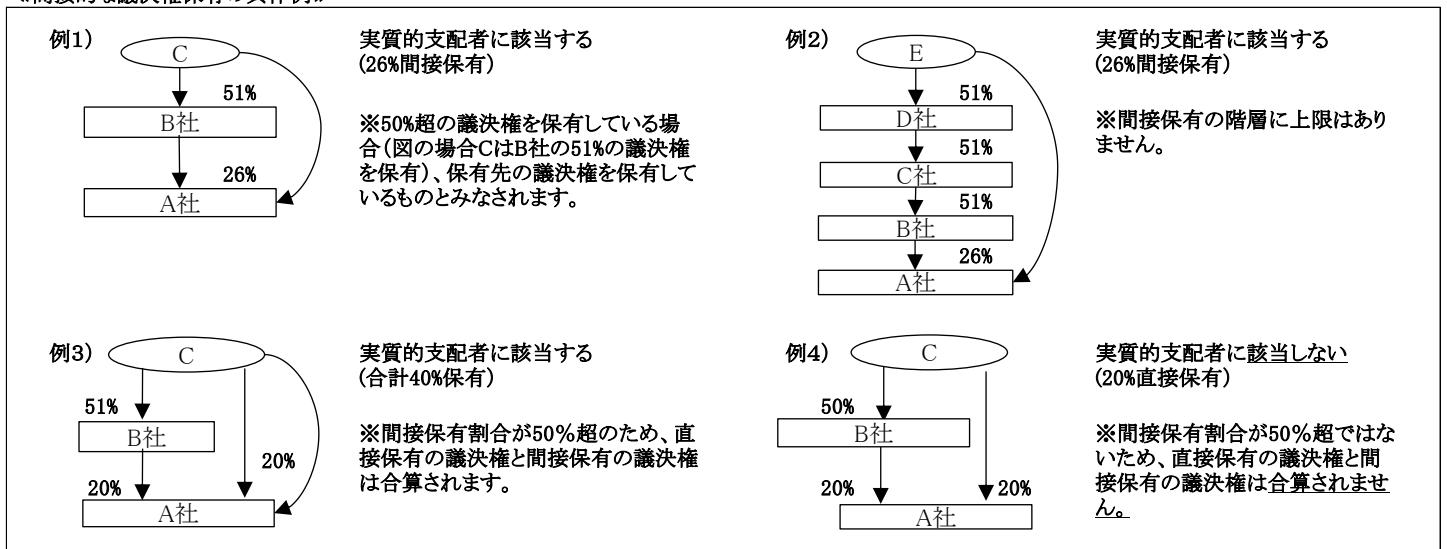 ≪間接的な議決権保有の具体例≫
例1)
C
51%
B社
26%
A社
実質的支配者に該当する
(26%間接保有)
※50%超の議決権を保有している場
合(図の場合CはB社の51%の議決権
を保有)、保有先の議決権を保有して
いるものとみなされます。
例2)
E
51%
D社
51%
C社
51%
B社
26%
A社
実質的支配者に該当する
(26%間接保有)
※間接保有の階層に上限はあり
ません。
例3)
C
51%
B社
20%
20%
A社
実質的支配者に該当する
(合計40%保有)
※間接保有割合が50%超のため、直
接保有の議決権と間接保有の議決権
は合算されます。
例4)
C
50%
B社
20%
20%
A社
実質的支配者に該当しない
(20%直接保有)
※間接保有割合が50%超ではな
いため、直接保有の議決権と間
接保有の議決権は合算されませ
ん。